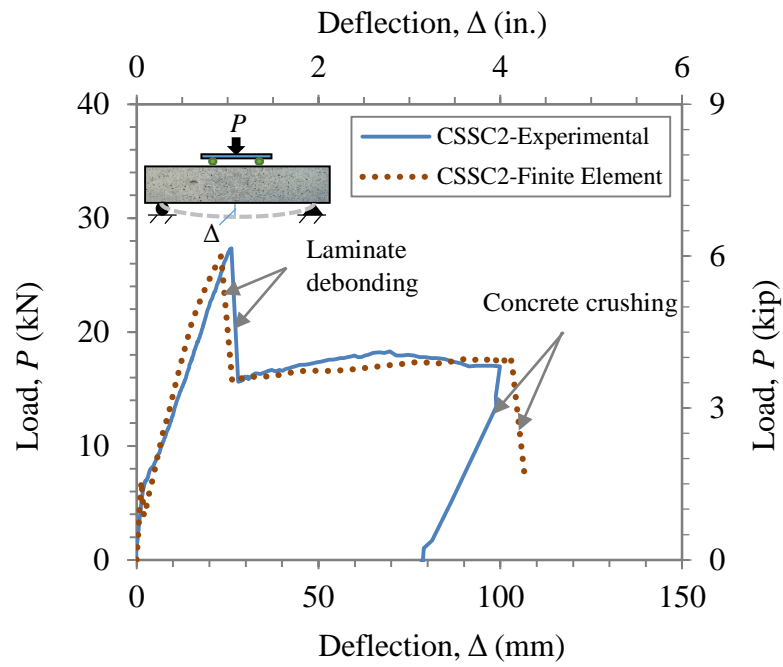 Deflection, Δ (in.)
0 2 4 6
40 9
P
CSSC2-Experimental
CSSC2-Finite Element
30
Δ
Laminate
debonding
6
Concrete crushing
20
Load, P (kN)
Load, P (kip)
3
10
0 0
0 50 100 150
Deflection, Δ (mm)